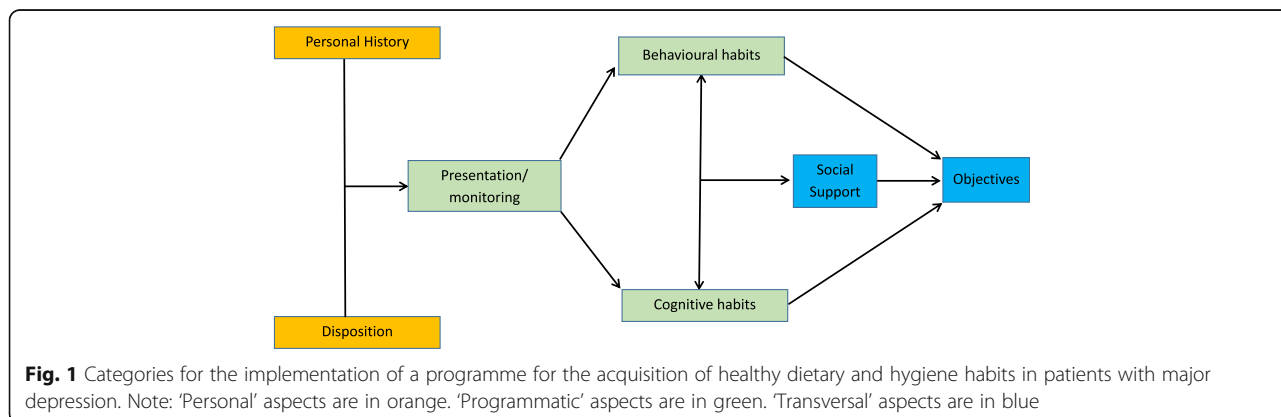 Personal History
Behavioural habits
Presentation/
monitoring
Social
Support
Objectives
Cognitive habits
Disposition
Fig. 1 Categories for the implementation of a programme for the acquisition of healthy dietary and hygiene habits in patients with major
depression. Note: ‘Personal’ aspects are in orange. ‘Programmatic’ aspects are in green. ‘Transversal’ aspects are in blue